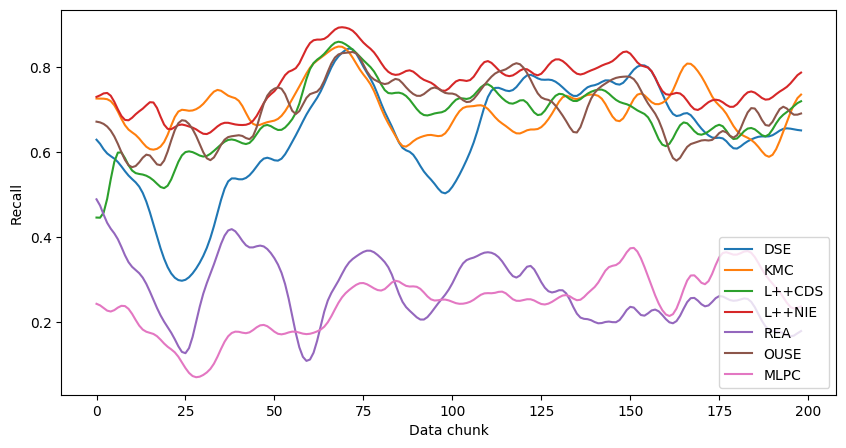 Recall
0.8
0.6
0.4
0.2
0
25
50
75
100
125
150
175
200
Data chunk
DSE
KMC
L++CDS
L++NIE
REA
OUSE
MLPC